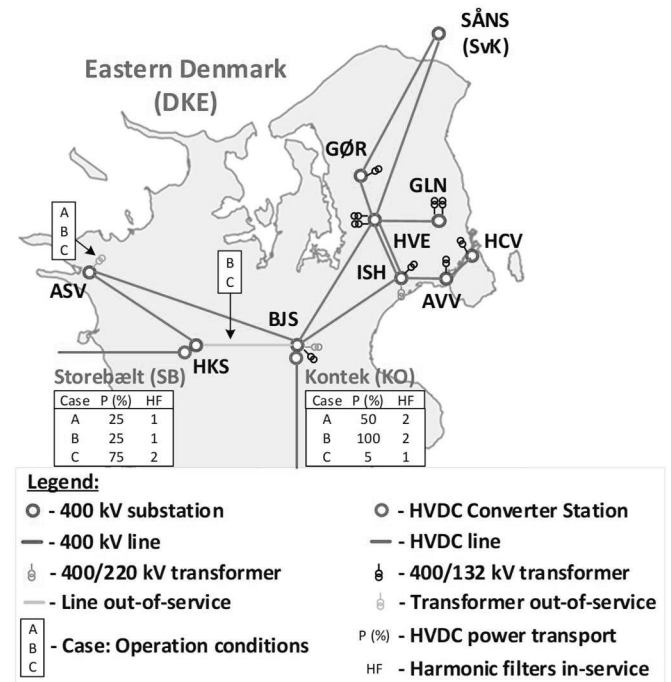 SÅNS
(SvK)
Eastern Denmark
(DKE)
GØR
GLN
A
B
C
HVE
HCV
B
C
ISH
ASV
AVV
BJS
HKS
Storebælt (SB)
Kontek (KO)
Case P (%) HF
A 25 1
B 25 1
C 75 2
Case P (%) HF
A 50 2
B 100 2
C 5 1
Legend:
- 400 kV substation
- HVDC Converter Station
- 400 kV line
- HVDC line
- 400/220 kV transformer
- 400/132 kV transformer
- Line out-of-service
- Transformer out-of-service
A
B
C
- Case: Operation conditions
P (%) - HVDC power transport
HF - Harmonic filters in-service